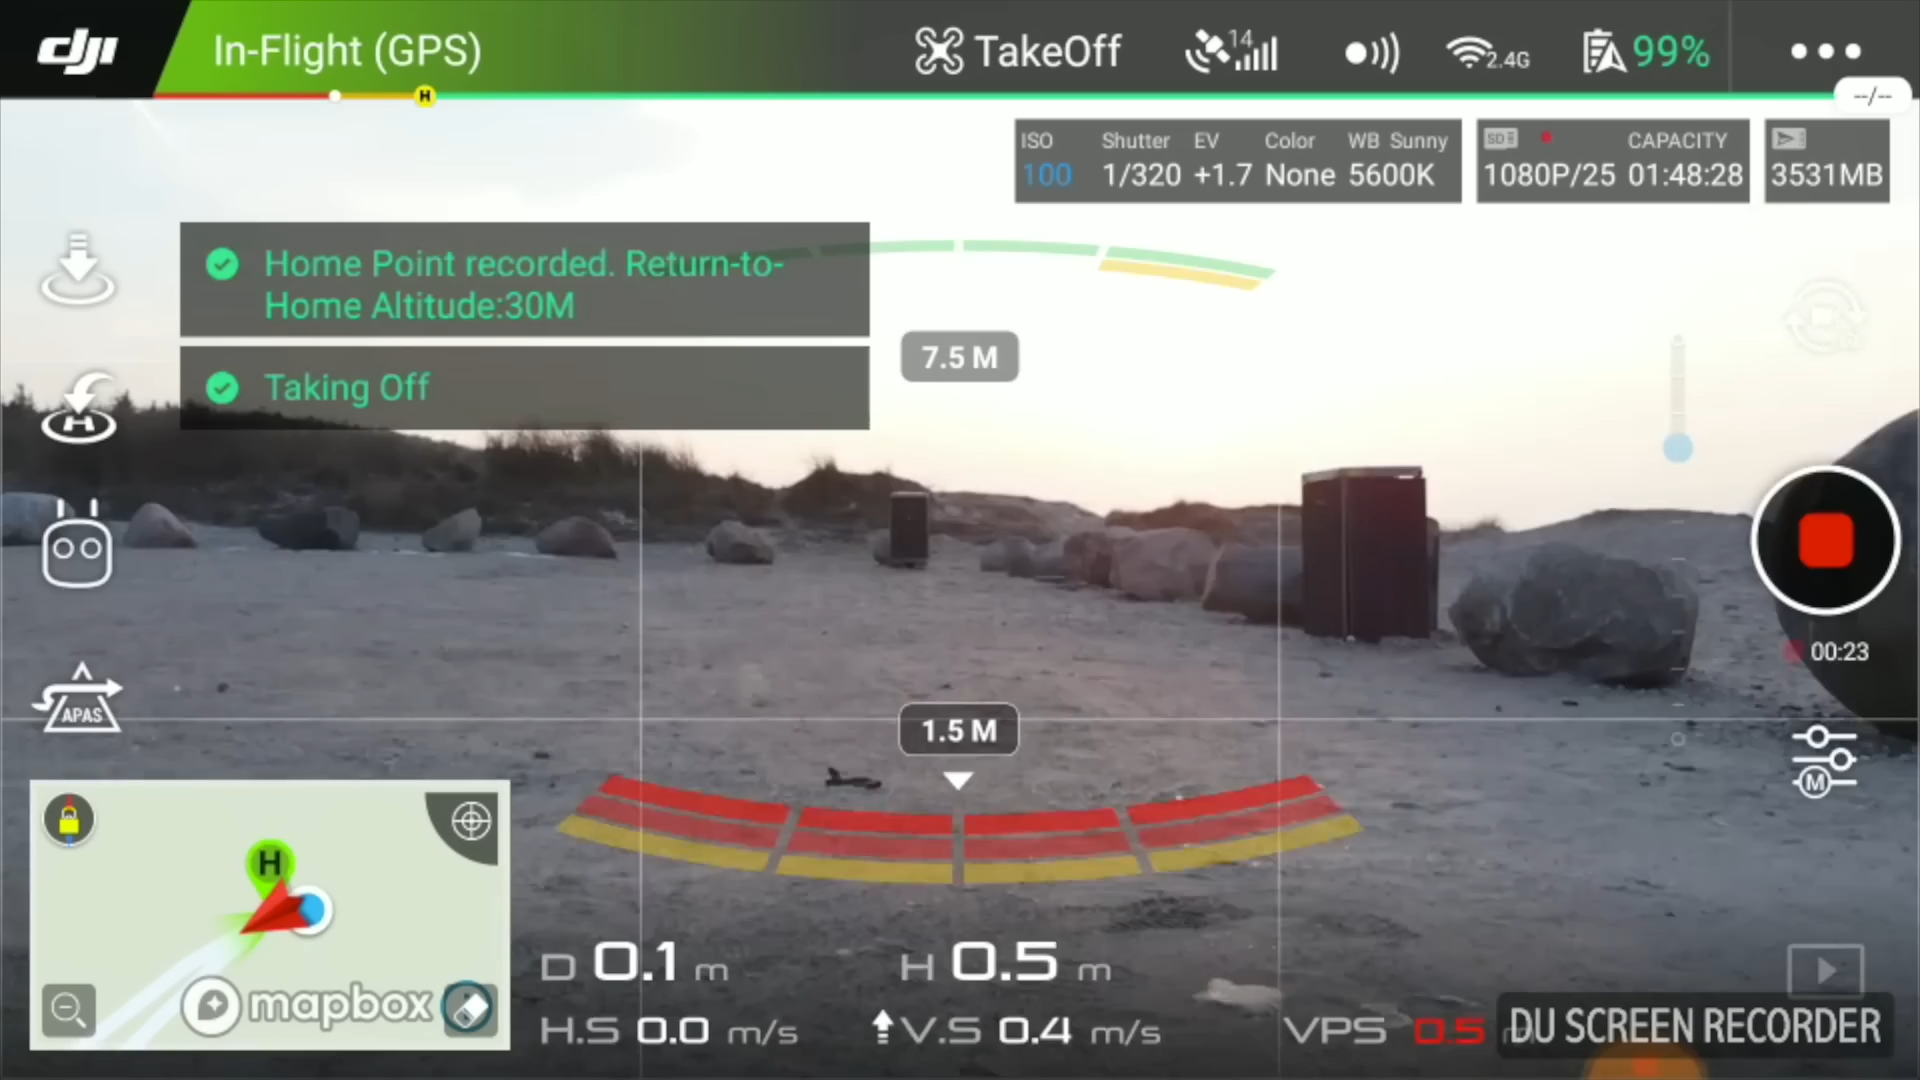 dji
In-Flight (GPS)
TakeOff
14
2.4G
99%
H
--/--
ISO Shutter EV Color WB Sunny
100 1/320 +1.7 None 5600K
SD CAPACITY
1080P/25 01:48:28
3531MB
Home Point recorded. Return-to-
Home Altitude:30M
Taking Off
7.5 M
H
APAS
00:23
1.5 M
M
H
mapbox
D 0.1 m
H 0.5 m
H.S 0.0 m/s
V.S 0.4 m/s
VPS 0.5 m
DU SCREEN RECORDER